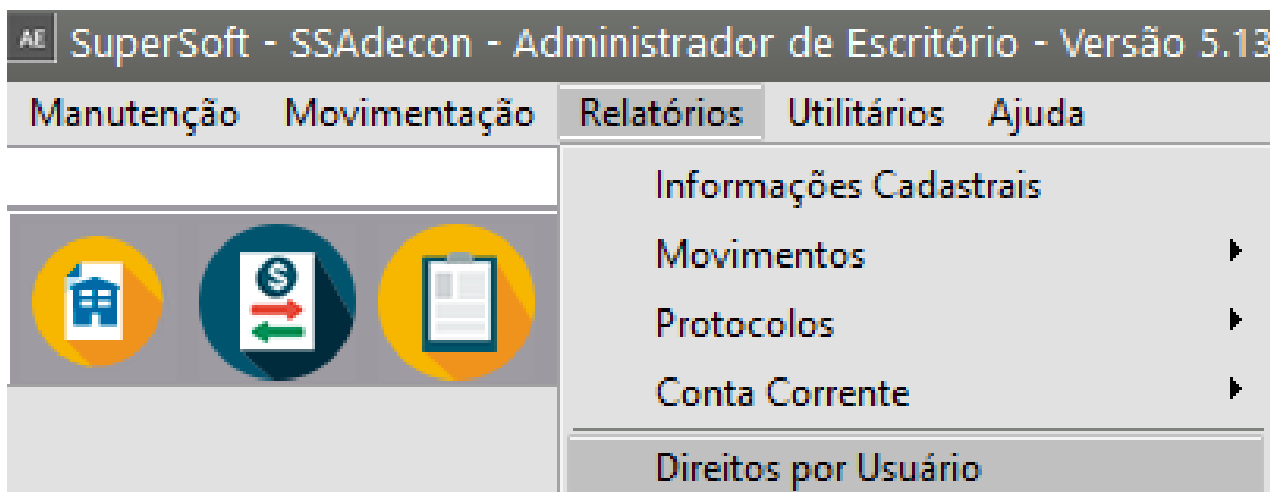 AE SuperSoft - SSAdecon - Administrador de Escritório - Versão 5.13
Manutenção Movimentação Relatórios Utilitários Ajuda
Informações Cadastrais
Movimentos
Protocolos
Conta Corrente
Direitos por Usuário